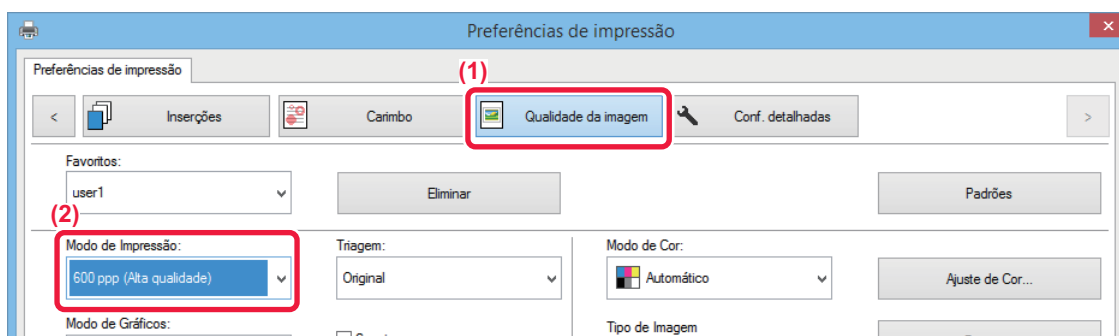 Preferências de impressão
Preferências de impressão
(1)
< Inserções Carimbo Qualidade da imagem Conf. detalhadas >
Favoritos:
user1 Eliminar Padrões
(2)
Modo de Impressão: Triagem: Modo de Cor:
600 ppp (Alta qualidade) Original Automático Ajuste de Cor...
Modo de Gráficos: Tipo de Imagem